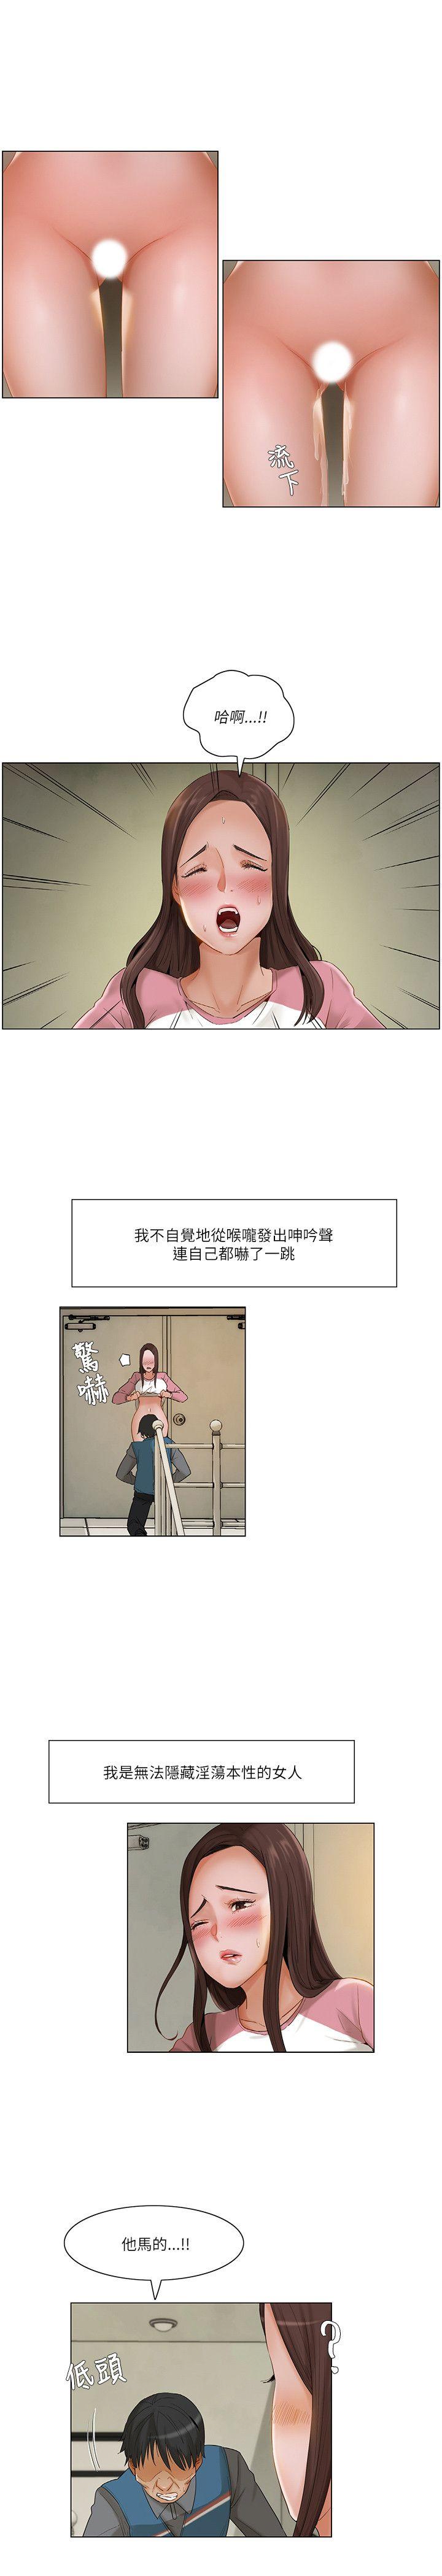 流
下
哈啊...!!
我不自覺地從喉嚨發出呻吟聲
連自己都嚇了一跳
驚
嚇
我是無法隱藏淫蕩本性的女人
他馬的...!!
低頭
?